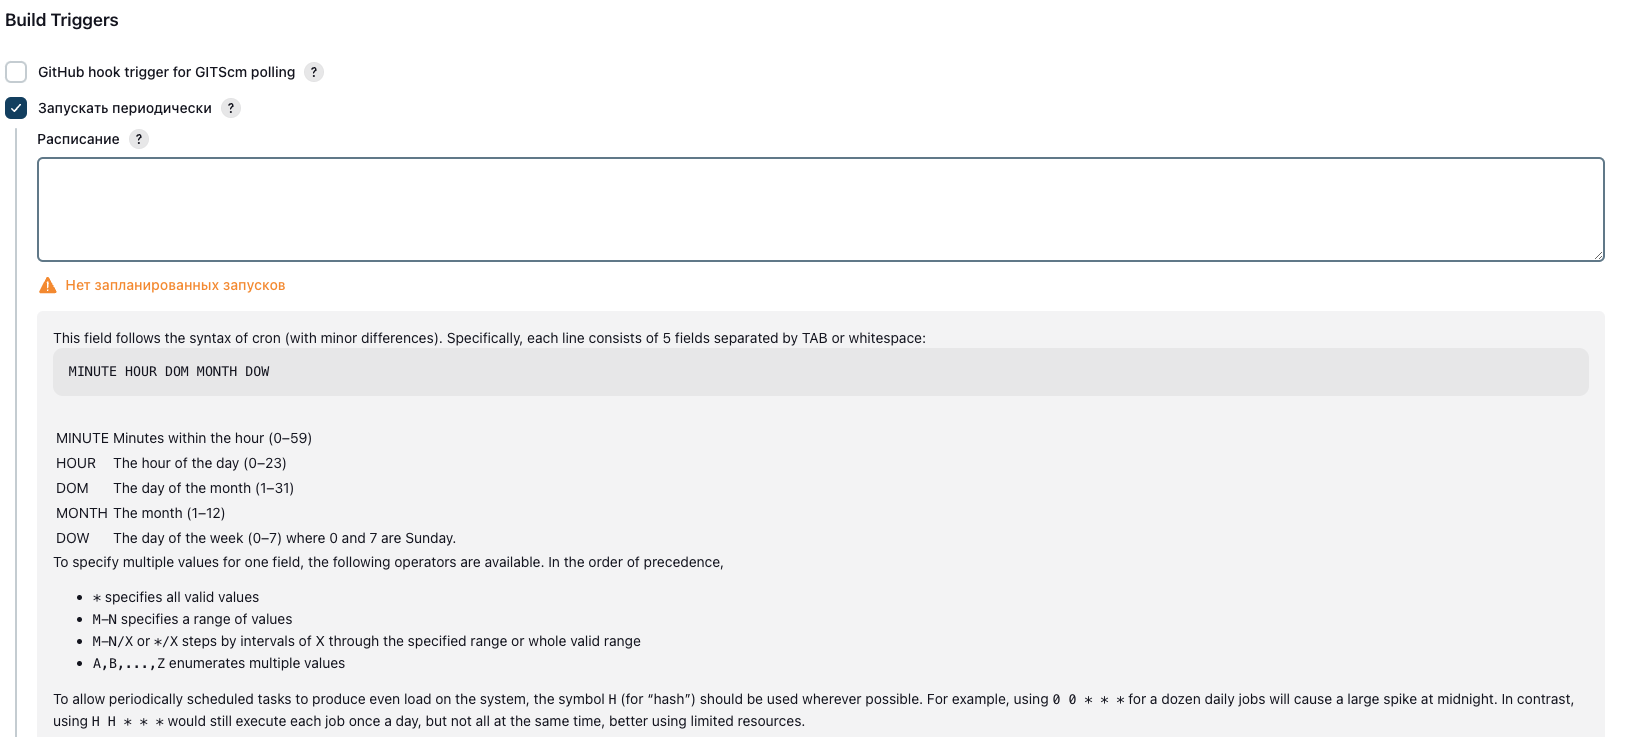 Build Triggers
GitHub hook trigger for GITScm polling ?
Запускать периодически ?
Расписание ?
Нет запланированных запусков
This field follows the syntax of cron (with minor differences). Specifically, each line consists of 5 fields separated by TAB or whitespace:
MINUTE HOUR DOM MONTH DOW
MINUTE Minutes within the hour (0–59)
HOUR The hour of the day (0–23)
DOM The day of the month (1–31)
MONTH The month (1–12)
DOW The day of the week (0–7) where 0 and 7 are Sunday.
To specify multiple values for one field, the following operators are available. In the order of precedence,
• * specifies all valid values
• M-N specifies a range of values
• M-N/X or */X steps by intervals of X through the specified range or whole valid range
• A,B,...,Z enumerates multiple values
To allow periodically scheduled tasks to produce even load on the system, the symbol H (for “hash”) should be used wherever possible. For example, using 0 0 * * * for a dozen daily jobs will cause a large spike at midnight. In contrast,
using H H * * * would still execute each job once a day, but not all at the same time, better using limited resources.